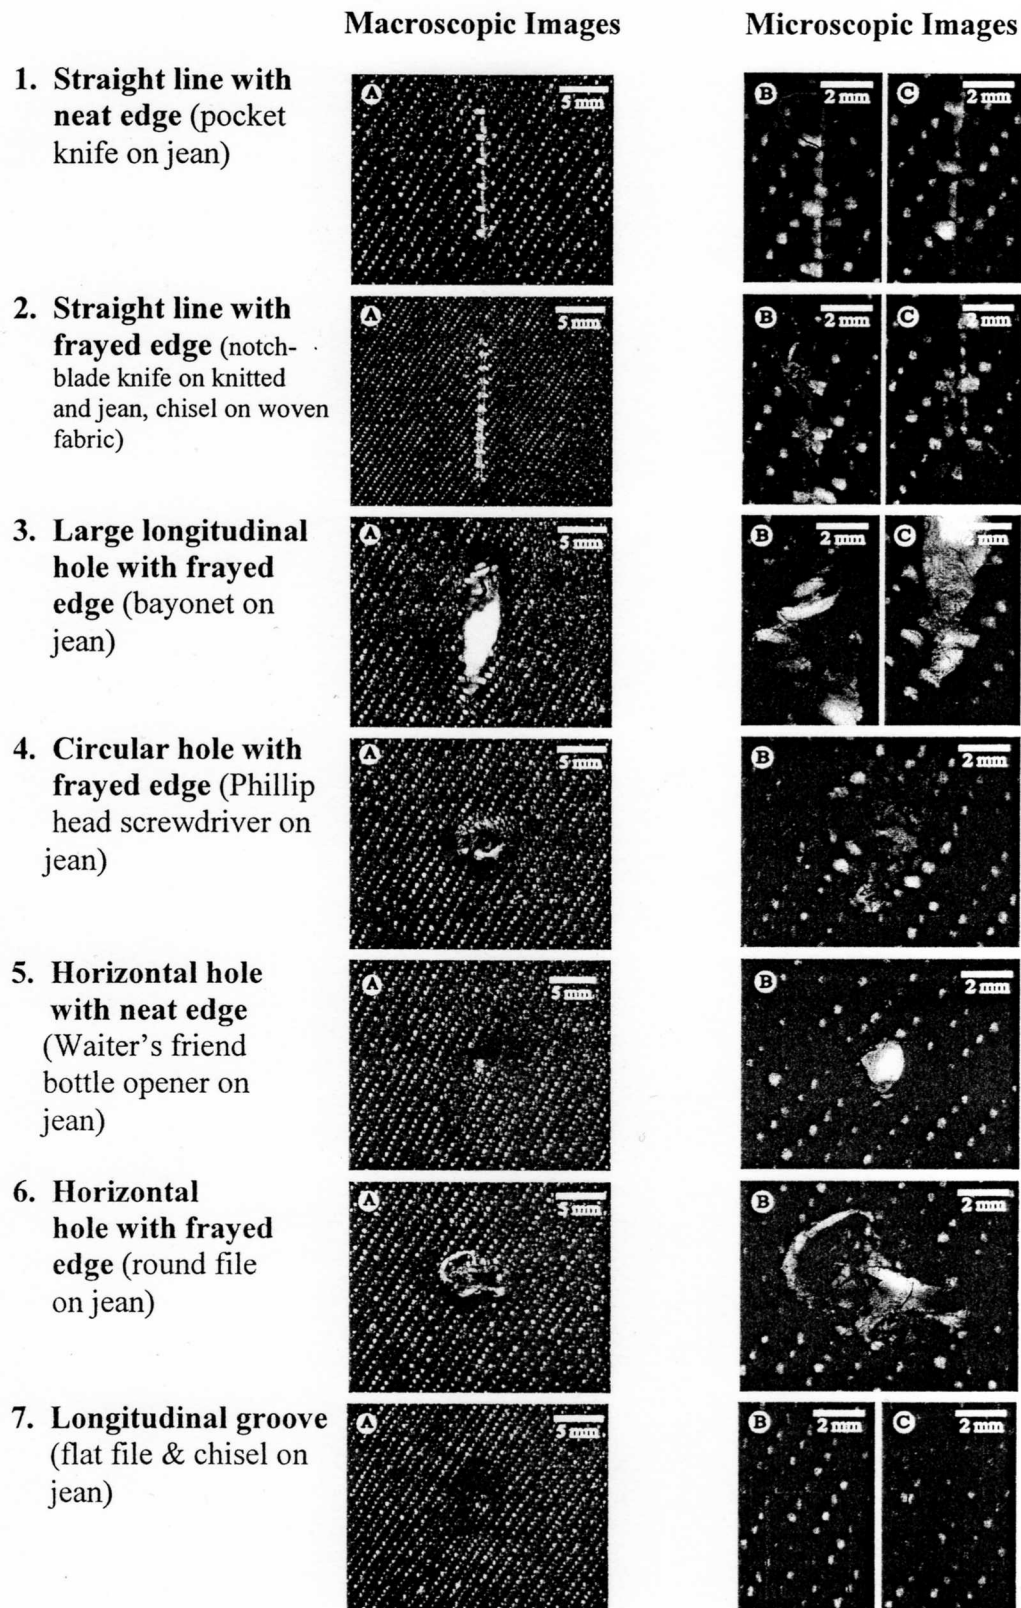 Macroscopic Images
Microscopic Images
1. Straight line with
neat edge (pocket
knife on jean)
A
5 mm
B
2 mm
C
2 mm
2. Straight line with
frayed edge (notch-
blade knife on knitted
and jean, chisel on woven
fabric)
A
5 mm
B
2 mm
C
2 mm
3. Large longitudinal
hole with frayed
edge (bayonet on
jean)
A
5 mm
B
2 mm
C
mm
4. Circular hole with
frayed edge (Phillip
head screwdriver on
jean)
A
5 mm
B
2 mm
5. Horizontal hole
with neat edge
(Waiter's friend
bottle opener on
jean)
A
5 mm
B
2 mm
6. Horizontal
hole with frayed
edge (round file
on jean)
A
5 mm
B
2 mm
7. Longitudinal groove
(flat file & chisel on
jean)
A
5 mm
B
2 mm
C
2 mm